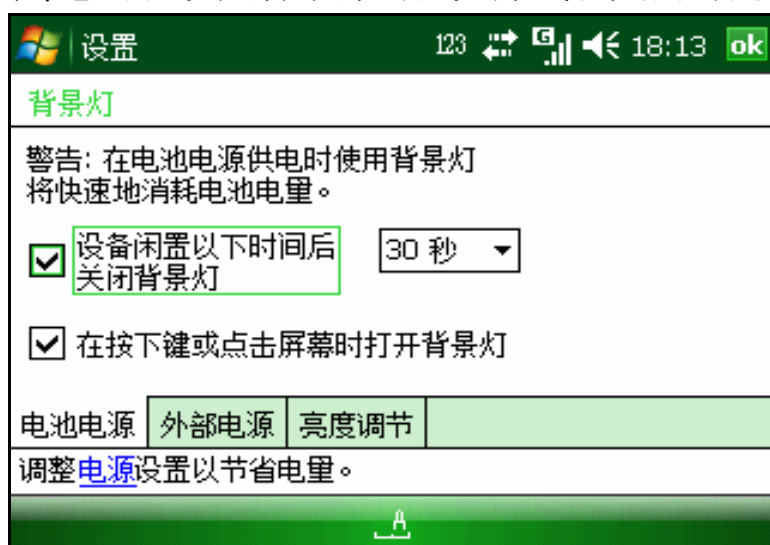 设置 123 G 18:13 ok
背景灯
警告: 在电池电源供电时使用背景灯
将快速地消耗电池电量。
设备闲置以下时间后 30 秒
关闭背景灯
在按下键或点击屏幕时打开背景灯
电池电源 外部电源 亮度调节
调整电源设置以节省电量。
A